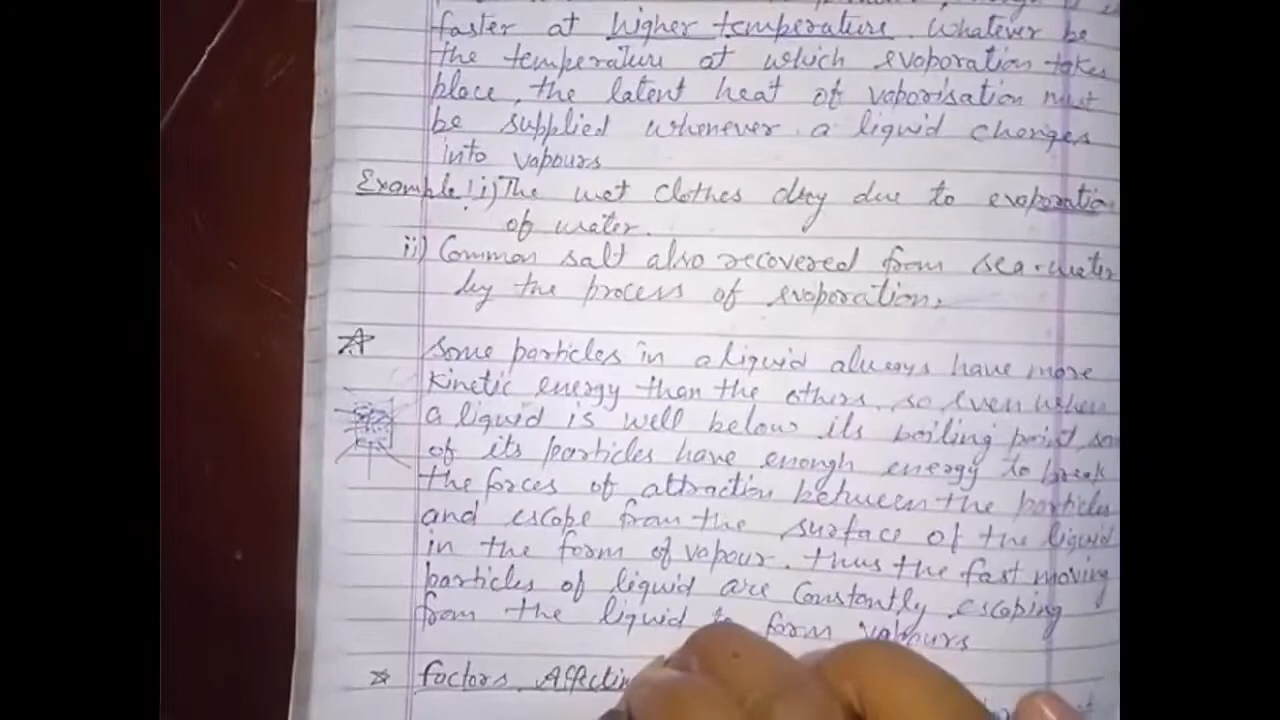 faster at higher temperature. Whatever be
the temperature at which evaporation takes
place, the latent heat of vaporisation must
be supplied whenever a liquid changes
into vapours
Example: i) The wet clothes dry due to evaporation
of water.
ii) Common salt also recovered from sea-water
by the process of evaporation.
Some particles in a liquid always have more
kinetic energy than the others. so even when
a liquid is well below its boiling point, so
of its particles have enough energy to break
the forces of attraction between the particles
and escape from the surface of the liquid
in the form of vapour. Thus the fast moving
particles of liquid are Constantly escaping
from the liquid to form vapours
Factors Affectin